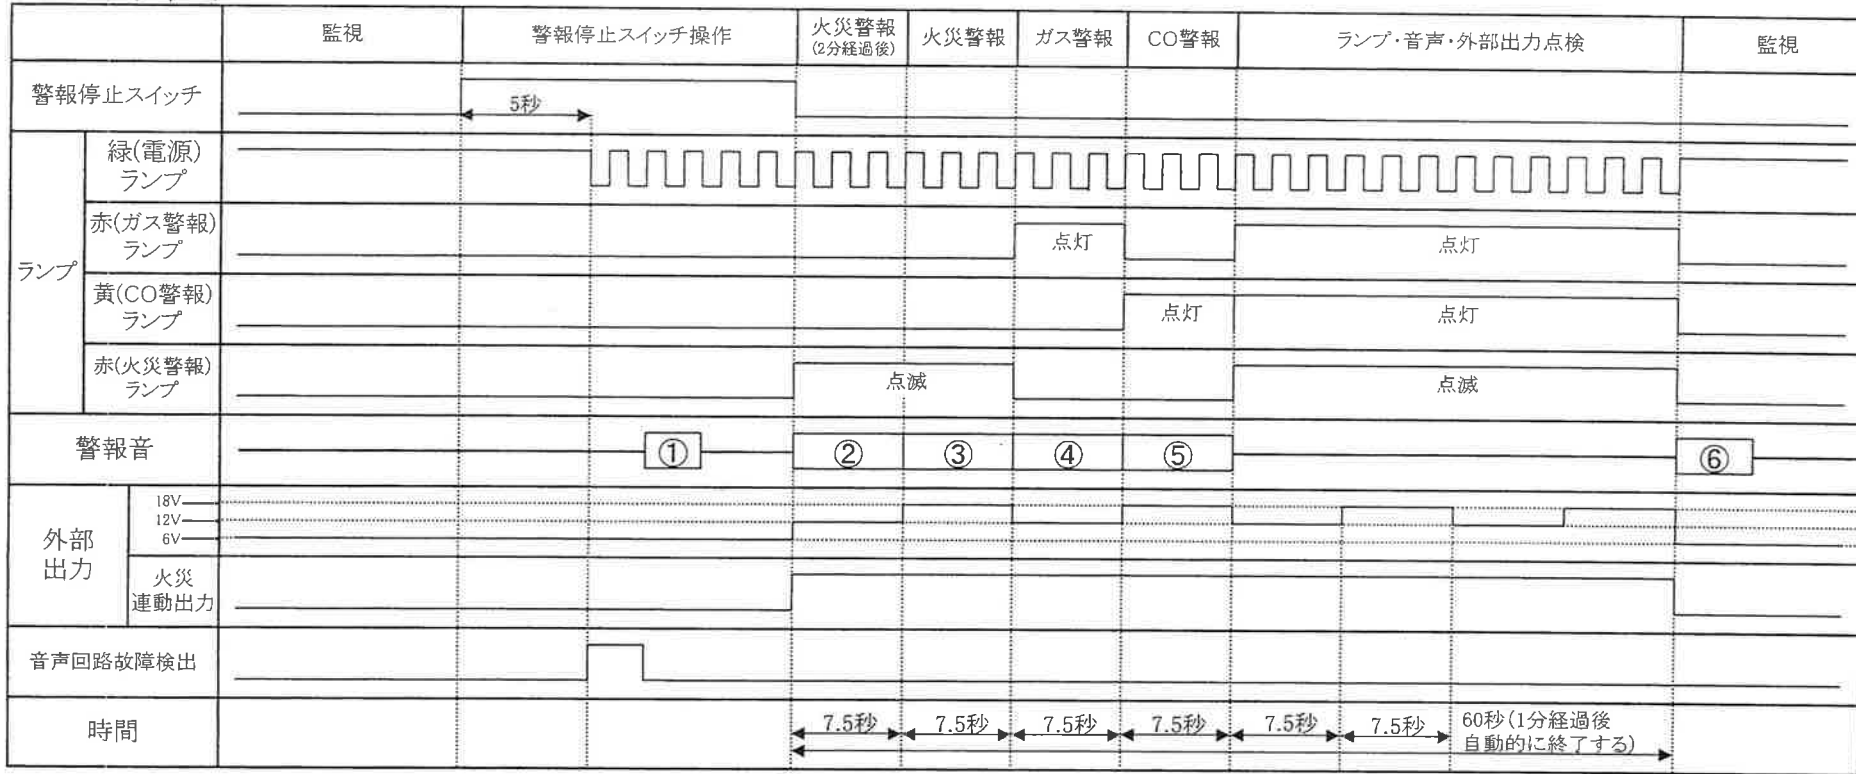 監視
警報停止スイッチ操作
火災警報
(2分経過後)
火災警報
ガス警報
CO警報
ランプ・音声・外部出力点検
監視
警報停止スイッチ
5秒
ランプ
緑(電源)
ランプ
赤(ガス警報)
ランプ
点灯
点灯
黄(CO警報)
ランプ
点灯
点灯
赤(火災警報)
ランプ
点滅
点滅
警報音
①
②
③
④
⑤
⑥
外部
出力
18V
12V
6V
火災
連動出力
音声回路故障検出
時間
7.5秒
7.5秒
7.5秒
7.5秒
7.5秒
7.5秒
60秒(1分経過後
自動的に終了する)